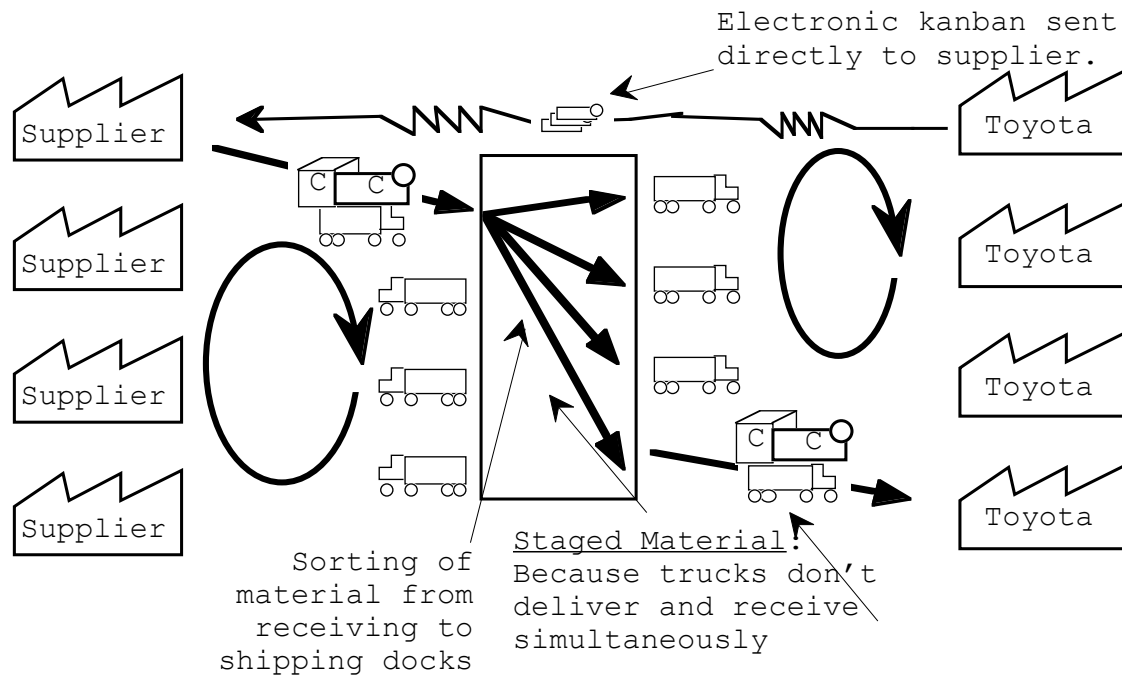 Electronic kanban sent
directly to supplier.
Supplier
Toyota
C
C
Supplier
Toyota
Supplier
Toyota
C
C
Supplier
Toyota
Sorting of
material from
receiving to
shipping docks
Staged Material:
Because trucks don't
deliver and receive
simultaneously